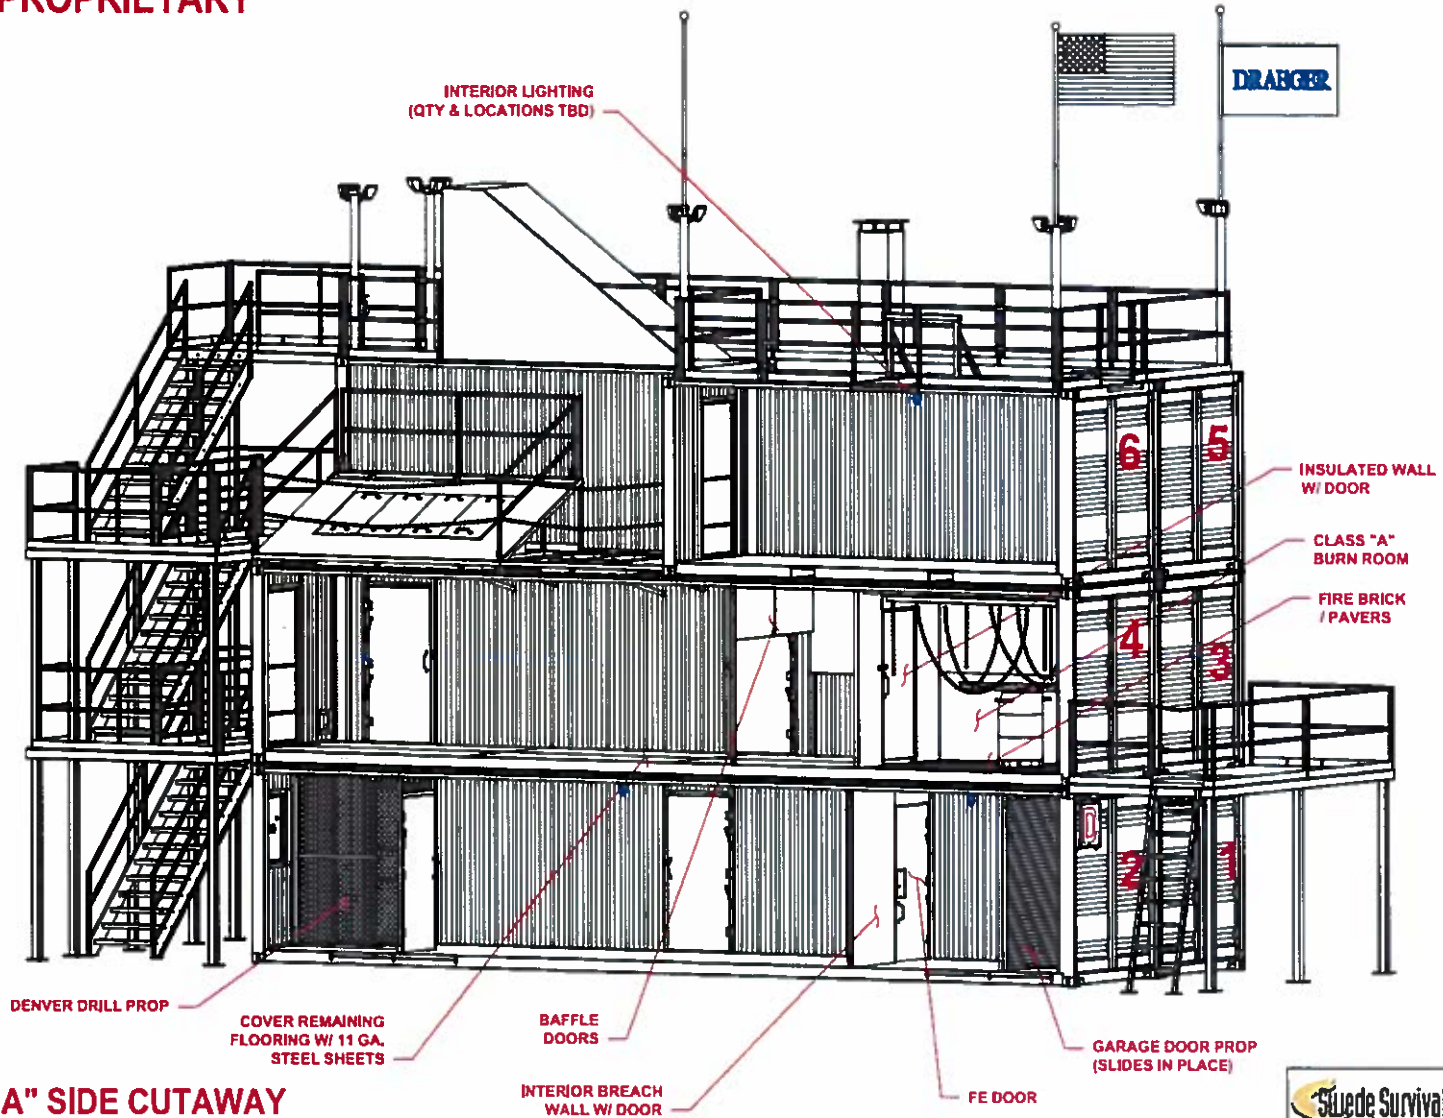 PROPRIETARY
INTERIOR LIGHTING
(QTY & LOCATIONS TBD)
DRAEGER
6
5
INSULATED WALL
W/ DOOR
CLASS "A"
BURN ROOM
FIRE BRICK
/ PAVERS
4
3
2
1
DENVER DRILL PROP
COVER REMAINING
FLOORING W/ 11 GA.
STEEL SHEETS
BAFFLE
DOORS
INTERIOR BREACH
WALL W/ DOOR
FE DOOR
GARAGE DOOR PROP
(SLIDES IN PLACE)
A" SIDE CUTAWAY
Swede Surviva